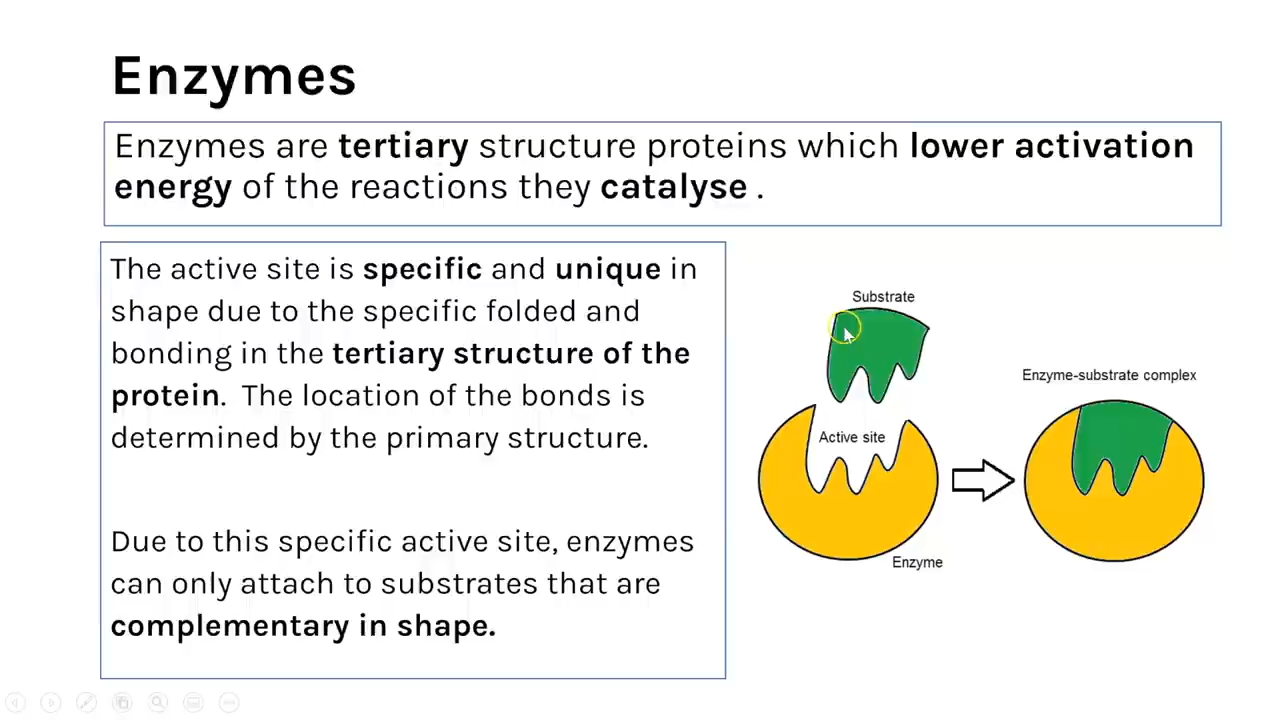 Enzymes
Enzymes are tertiary structure proteins which lower activation
energy of the reactions they catalyse .
The active site is specific and unique in
shape due to the specific folded and
bonding in the tertiary structure of the
protein. The location of the bonds is
determined by the primary structure.
Due to this specific active site, enzymes
can only attach to substrates that are
complementary in shape.
Substrate
Active site
Enzyme
Enzyme-substrate complex